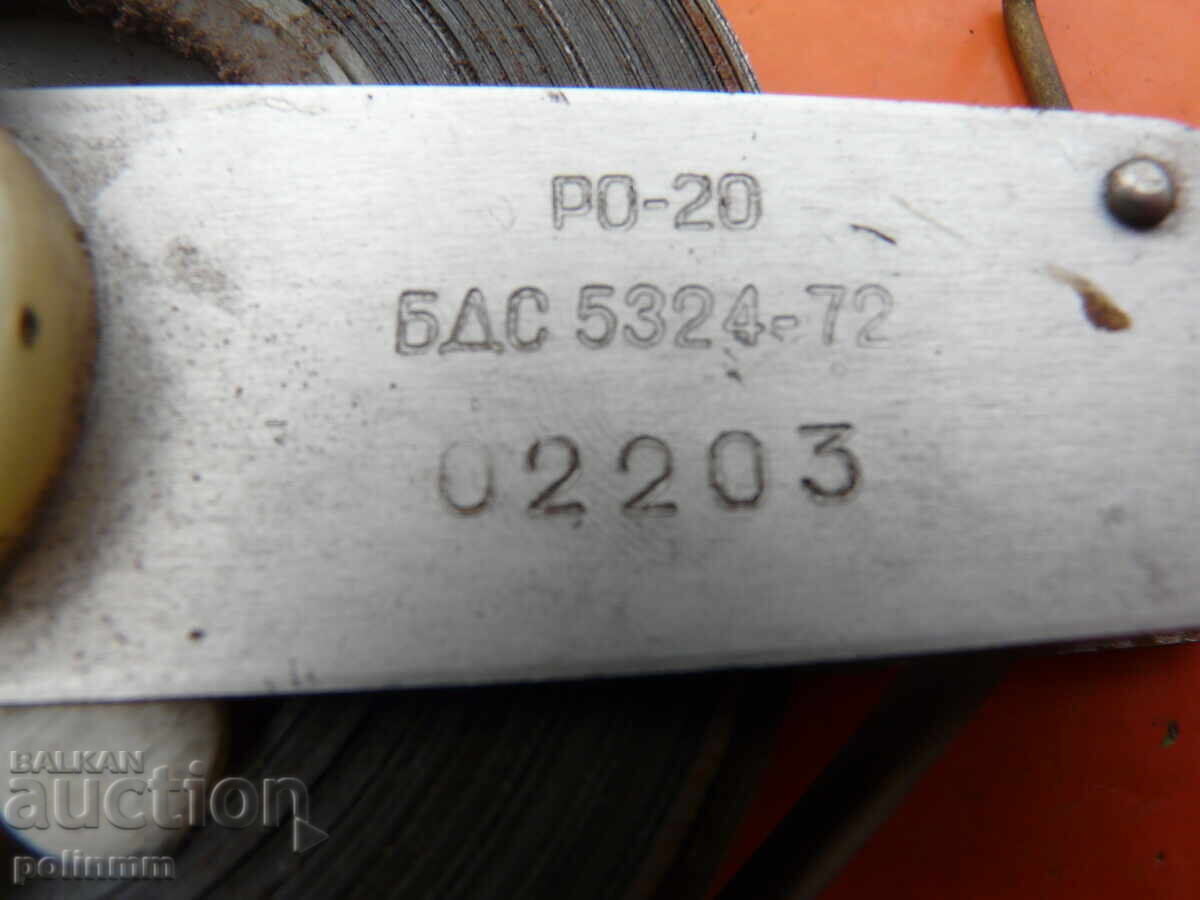 РО-20
БДС 5324-72
02203
BALKAN
auction
polinmm